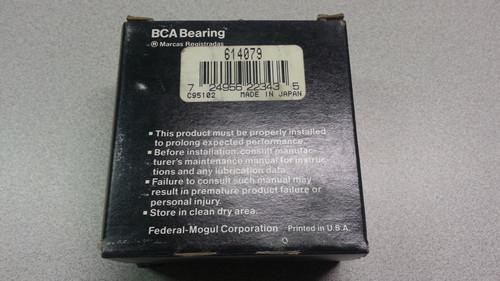 BCA Bearing
® Marcas Registradas
614079
7 24956 22343 5
C95102 MADE IN JAPAN
■ This product must be properly installed
to prolong expected performance.
■ Before installation consult manufac-
turer's maintenance manual for instruc-
tions and any lubrication data.
■ Failure to consult such manual may
result in premature product failure or
personal injury.
■ Store in clean dry area.
Federal-Mogul Corporation Printed in U.S.A.